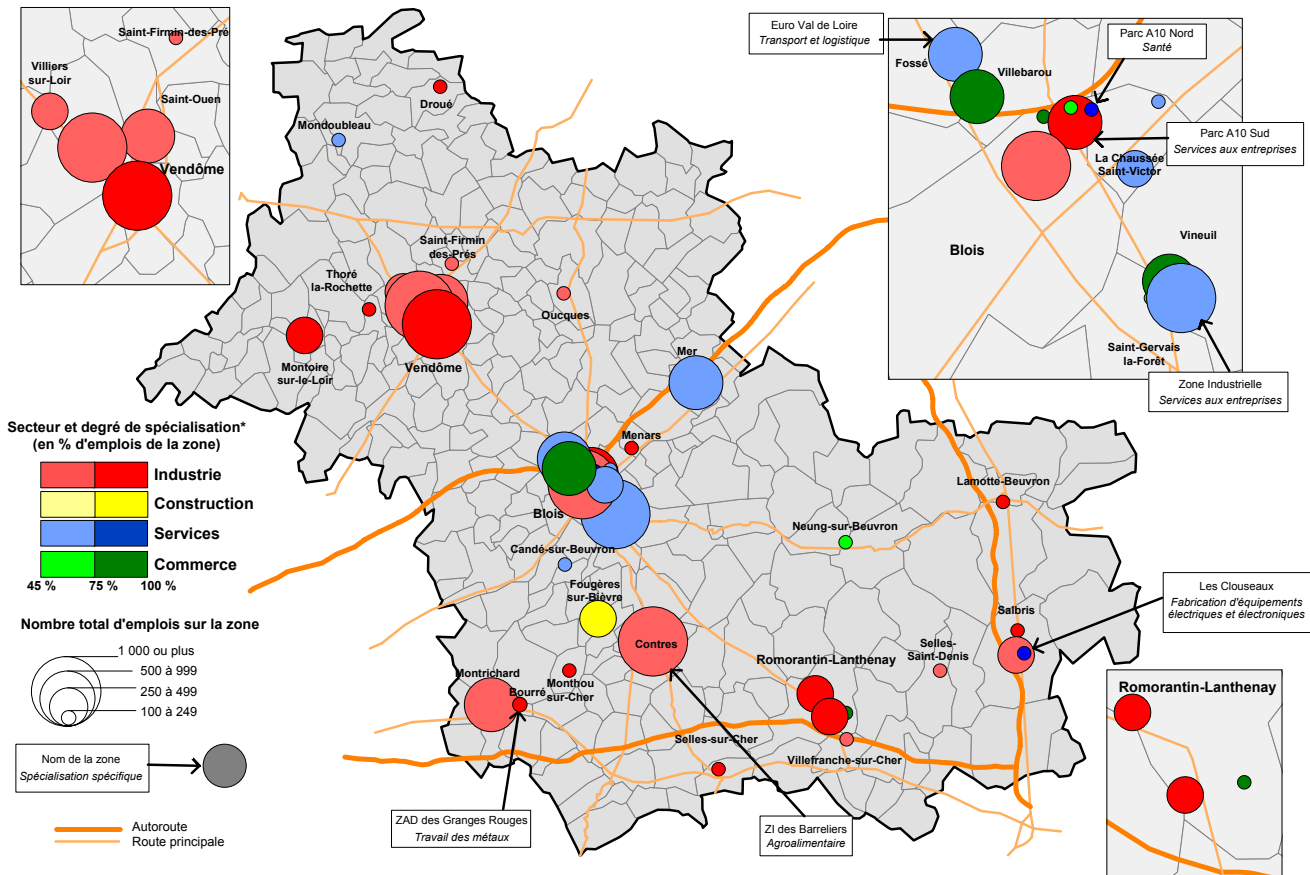 Saint-Firmin-des-Pré
Villiers
sur-Loir
Saint-Ouen
Vendôme
Euro Val de Loire
Transport et logistique
Parc A10 Nord
Santé
Fossé
Villebarou
Parc A10 Sud
Services aux entreprises
La Chaussée
Saint-Victor
Blois
Vineuil
Saint-Gervais
la-Forêt
Zone Industrielle
Services aux entreprises
Droué
Mondoubleau
Saint-Firmin
des-Prés
Thoré
la-Rochette
Oucques
Montoire
sur-le-Loir
Vendôme
Mer
Menars
Blois
Lamotte-Beuvron
Neung-sur-Beuvron
Candé-sur-Beuvron
Fougères
sur-Bièvre
Contres
Salbris
Selles-
Saint-Denis
Romorantin-Lanthenay
Montrichard
Bourré
Monthou
sur-Cher
Selles-sur-Cher
Villefranche-sur-Cher
Les Clouseaux
Fabrication d'équipements
électriques et électroniques
ZAD des Granges Rouges
Travail des métaux
ZI des Barreliers
Agroalimentaire
Romorantin-Lanthenay
Secteur et degré de spécialisation*
(en % d'emplois de la zone)
Industrie
Construction
Services
Commerce
45 % 75 % 100 %
Nombre total d'emplois sur la zone
1 000 ou plus
500 à 999
250 à 499
100 à 249
Nom de la zone
Spécialisation spécifique
Autoroute
Route principale